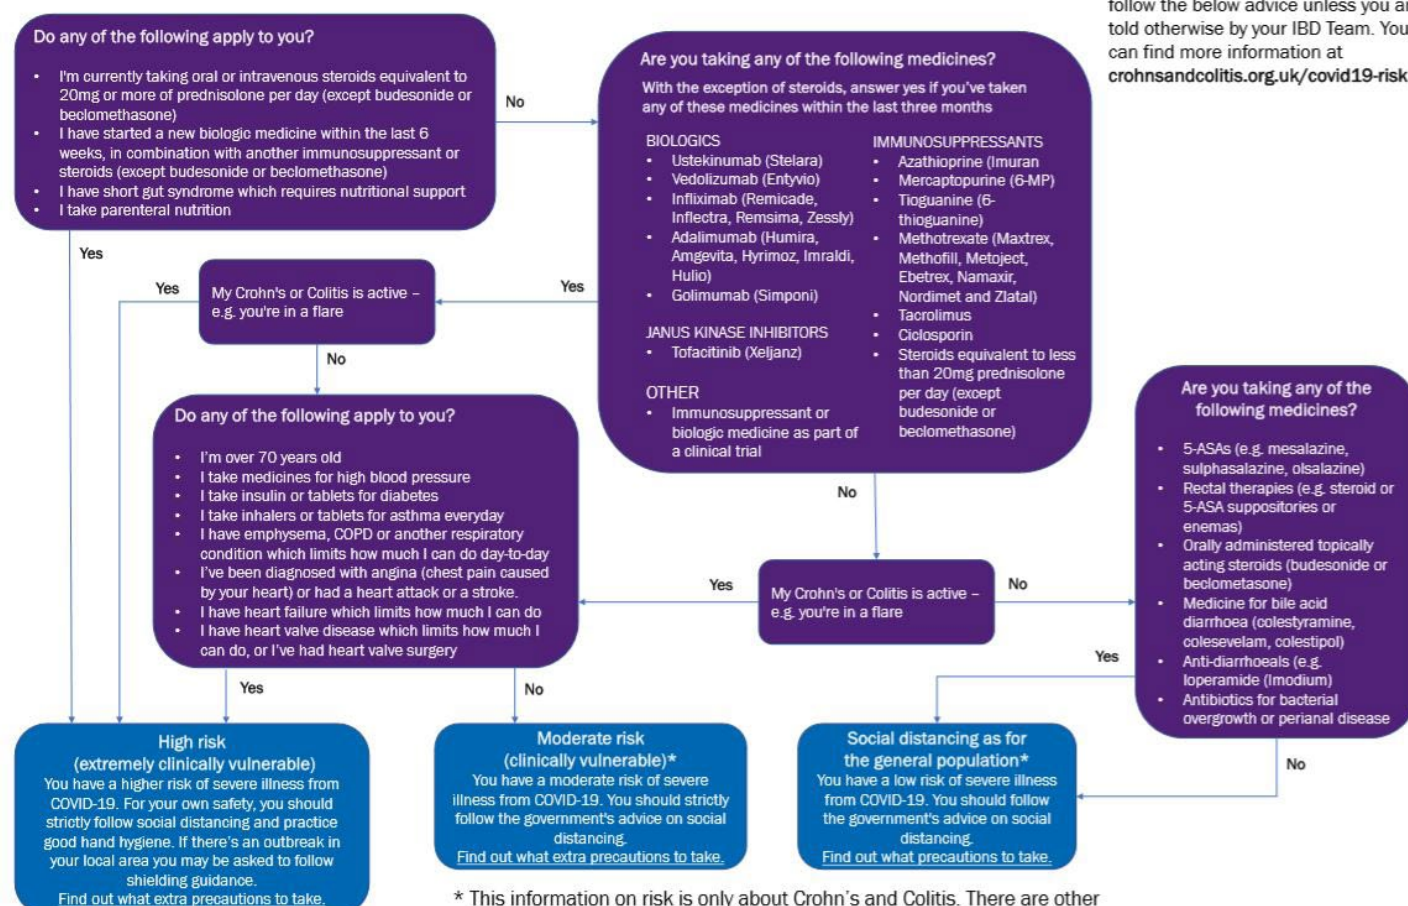 follow the below advice unless you ar
told otherwise by your IBD Team. You
can find more information at
crohnsandcolitis.org.uk/covid19-risk
Do any of the following apply to you?
• I'm currently taking oral or intravenous steroids equivalent to
20mg or more of prednisolone per day (except budesonide or
beclomethasone)
• I have started a new biologic medicine within the last 6
weeks, in combination with another immunosuppressant or
steroids (except budesonide or beclomethasone)
• I have short gut syndrome which requires nutritional support
• I take parenteral nutrition
No
Yes
Are you taking any of the following medicines?
With the exception of steroids, answer yes if you've taken
any of these medicines within the last three months
BIOLOGICS
• Ustekinumab (Stelara)
• Vedolizumab (Entyvio)
• Infliximab (Remicade,
Inflectra, Remsima, Zessly)
• Adalimumab (Humira,
Amgevita, Hyrimoz, Imraldi,
Hulio)
• Golimumab (Simponi)
JANUS KINASE INHIBITORS
• Tofacitinib (Xeljanz)
OTHER
• Immunosuppressant or
biologic medicine as part of
a clinical trial
IMMUNOSUPPRESSANTS
• Azathioprine (Imuran
• Mercaptopurine (6-MP)
• Tioguanine (6-
thioguanine)
• Methotrexate (Maxtrex,
Methofill, Metoject,
Ebetrex, Namaxir,
Nordimet and Zlatal)
• Tacrolimus
• Ciclosporin
• Steroids equivalent to less
than 20mg prednisolone
per day (except
budesonide or
beclomethasone)
Yes
My Crohn's or Colitis is active –
e.g. you're in a flare
Yes
No
Do any of the following apply to you?
• I'm over 70 years old
• I take medicines for high blood pressure
• I take insulin or tablets for diabetes
• I take inhalers or tablets for asthma everyday
• I have emphysema, COPD or another respiratory
condition which limits how much I can do day-to-day
• I've been diagnosed with angina (chest pain caused
by your heart) or had a heart attack or a stroke.
• I have heart failure which limits how much I can do
• I have heart valve disease which limits how much I
can do, or I've had heart valve surgery
No
My Crohn's or Colitis is active –
e.g. you're in a flare
Yes
No
Are you taking any of the
following medicines?
• 5-ASAs (e.g. mesalazine,
sulphasalazine, olsalazine)
• Rectal therapies (e.g. steroid or
5-ASA suppositories or
enemas)
• Orally administered topically
acting steroids (budesonide or
beclometasone)
• Medicine for bile acid
diarrhoea (colestyramine,
colesevelam, colestipol)
• Anti-diarrhoeals (e.g.
loperamide (Imodium)
• Antibiotics for bacterial
overgrowth or perianal disease
Yes
No
Yes
No
High risk
(extremely clinically vulnerable)
You have a higher risk of severe illness from
COVID-19. For your own safety, you should
strictly follow social distancing and practice
good hand hygiene. If there's an outbreak in
your local area you may be asked to follow
shielding guidance.
Find out what extra precautions to take.
Moderate risk
(clinically vulnerable)*
You have a moderate risk of severe
illness from COVID-19. You should strictly
follow the government's advice on social
distancing.
Find out what extra precautions to take.
Social distancing as for
the general population*
You have a low risk of severe illness
from COVID-19. You should follow
the government's advice on social
distancing.
Find out what precautions to take.
* This information on risk is only about Crohn's and Colitis. There are other